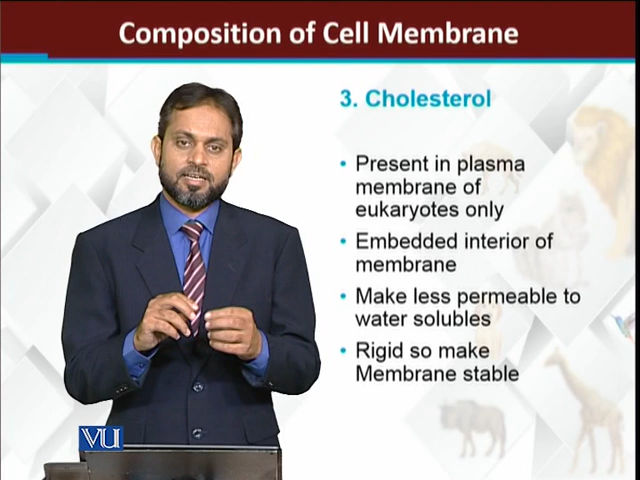 Composition of Cell Membrane
3. Cholesterol
• Present in plasma
membrane of
eukaryotes only
• Embedded interior of
membrane
• Make less permeable to
water solubles
• Rigid so make
Membrane stable
VU